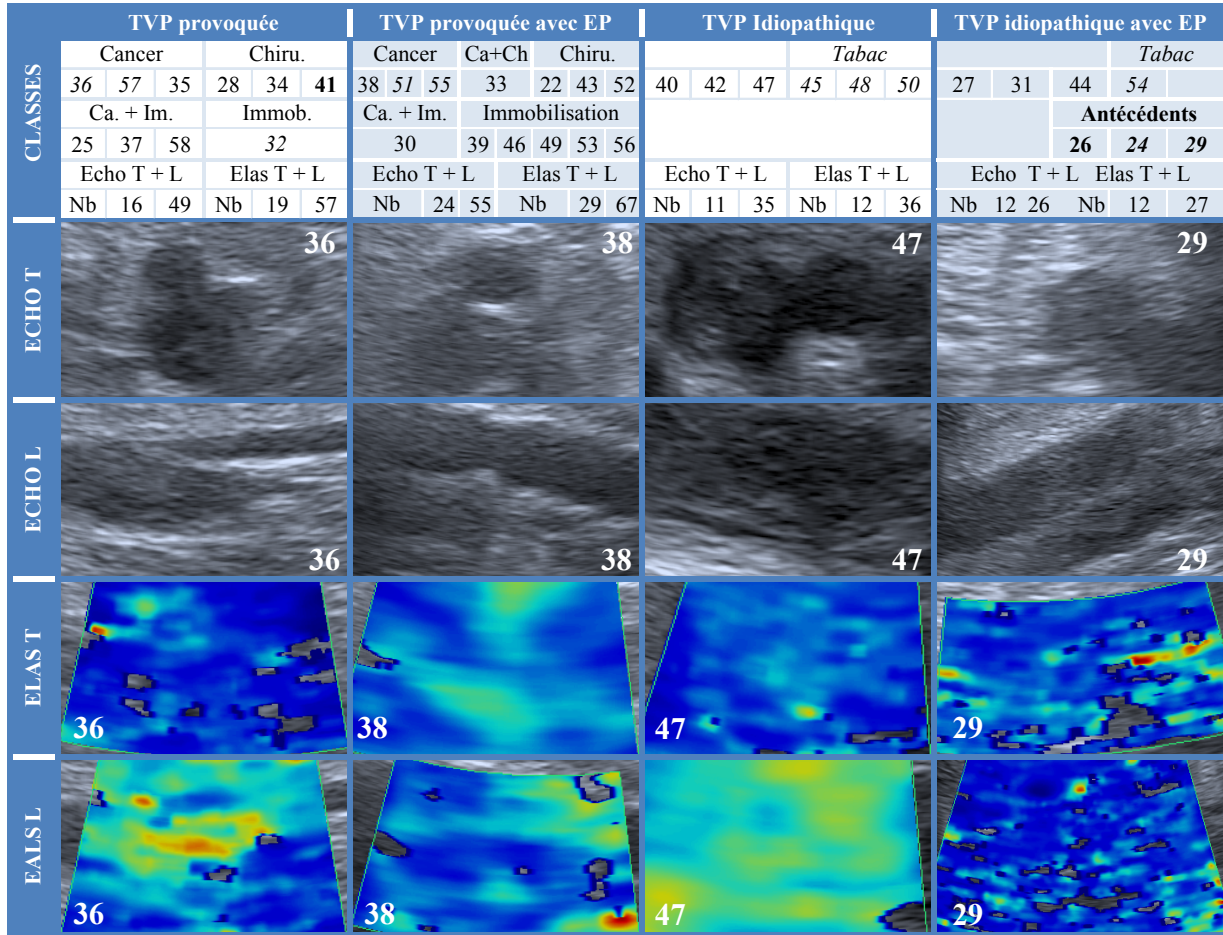 TVP provoquée TVP provoquée avec EP TVP Idiopathique TVP idiopathique avec EP
CLASSES
Cancer Chiru. Cancer Ca+Ch Chiru. Tabac Tabac
36 57 35 28 34 41 38 51 55 33 22 43 52 40 42 47 45 48 50 27 31 44 54
Ca. + Im. Immob. Ca. + Im. Immobilisation Antécédents
25 37 58 32 30 39 46 49 53 56 26 24 29
Echo T + L Elas T + L Echo T + L Elas T + L Echo T + L Elas T + L Echo T + L Elas T + L
Nb 16 49 Nb 19 57 Nb 24 55 Nb 29 67 Nb 11 35 Nb 12 36 Nb 12 26 Nb 12 27
ECHO T
36 38 47 29
ECHO L
36 38 47 29
ELAS T
36 38 47 29
EALS L
36 38 47 29